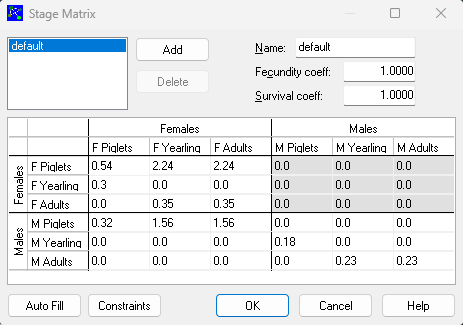 Stage Matrix
default
Add
Delete
Name: default
Fecundity coeff: 1.0000
Survival coeff: 1.0000
Females Males
F Piglets F Yearling F Adults M Piglets M Yearling M Adults
Females
F Piglets 0.54 2.24 2.24 0.0 0.0 0.0
F Yearling 0.3 0.0 0.0 0.0 0.0 0.0
F Adults 0.0 0.35 0.35 0.0 0.0 0.0
Males
M Piglets 0.32 1.56 1.56 0.0 0.0 0.0
M Yearling 0.0 0.0 0.0 0.18 0.0 0.0
M Adults 0.0 0.0 0.0 0.0 0.23 0.23
Auto Fill Constraints OK Cancel Help